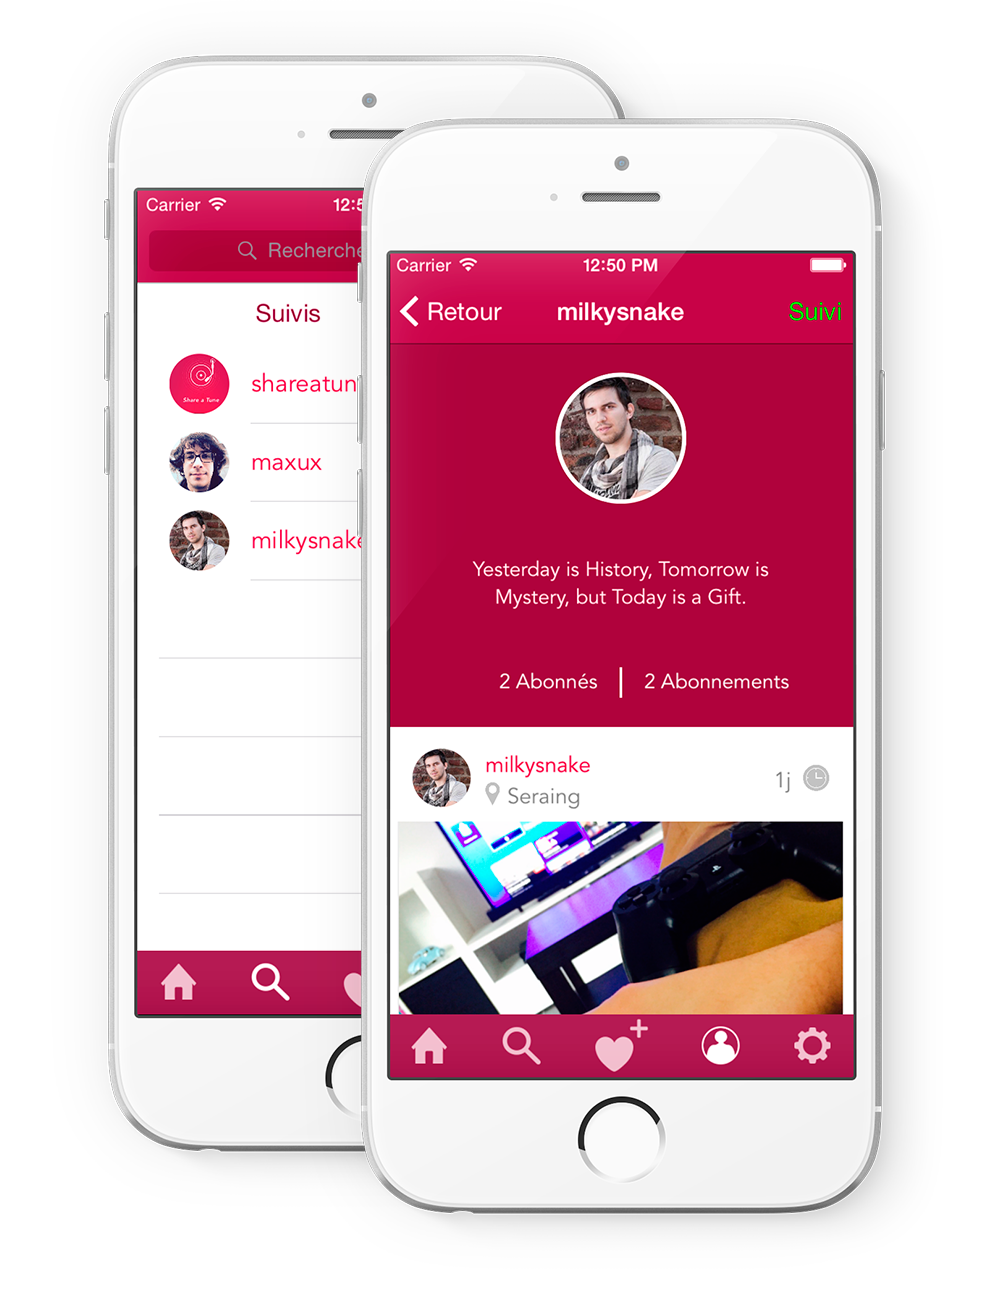 Carrier
12:5
Recherche
Suivis
Share a Tune
shareatun
maxux
milkysnake
Carrier
12:50 PM
Retour
milkysnake
Suivi
Yesterday is History, Tomorrow is
Mystery, but Today is a Gift.
2 Abonnés
2 Abonnements
milkysnake
1j
Seraing